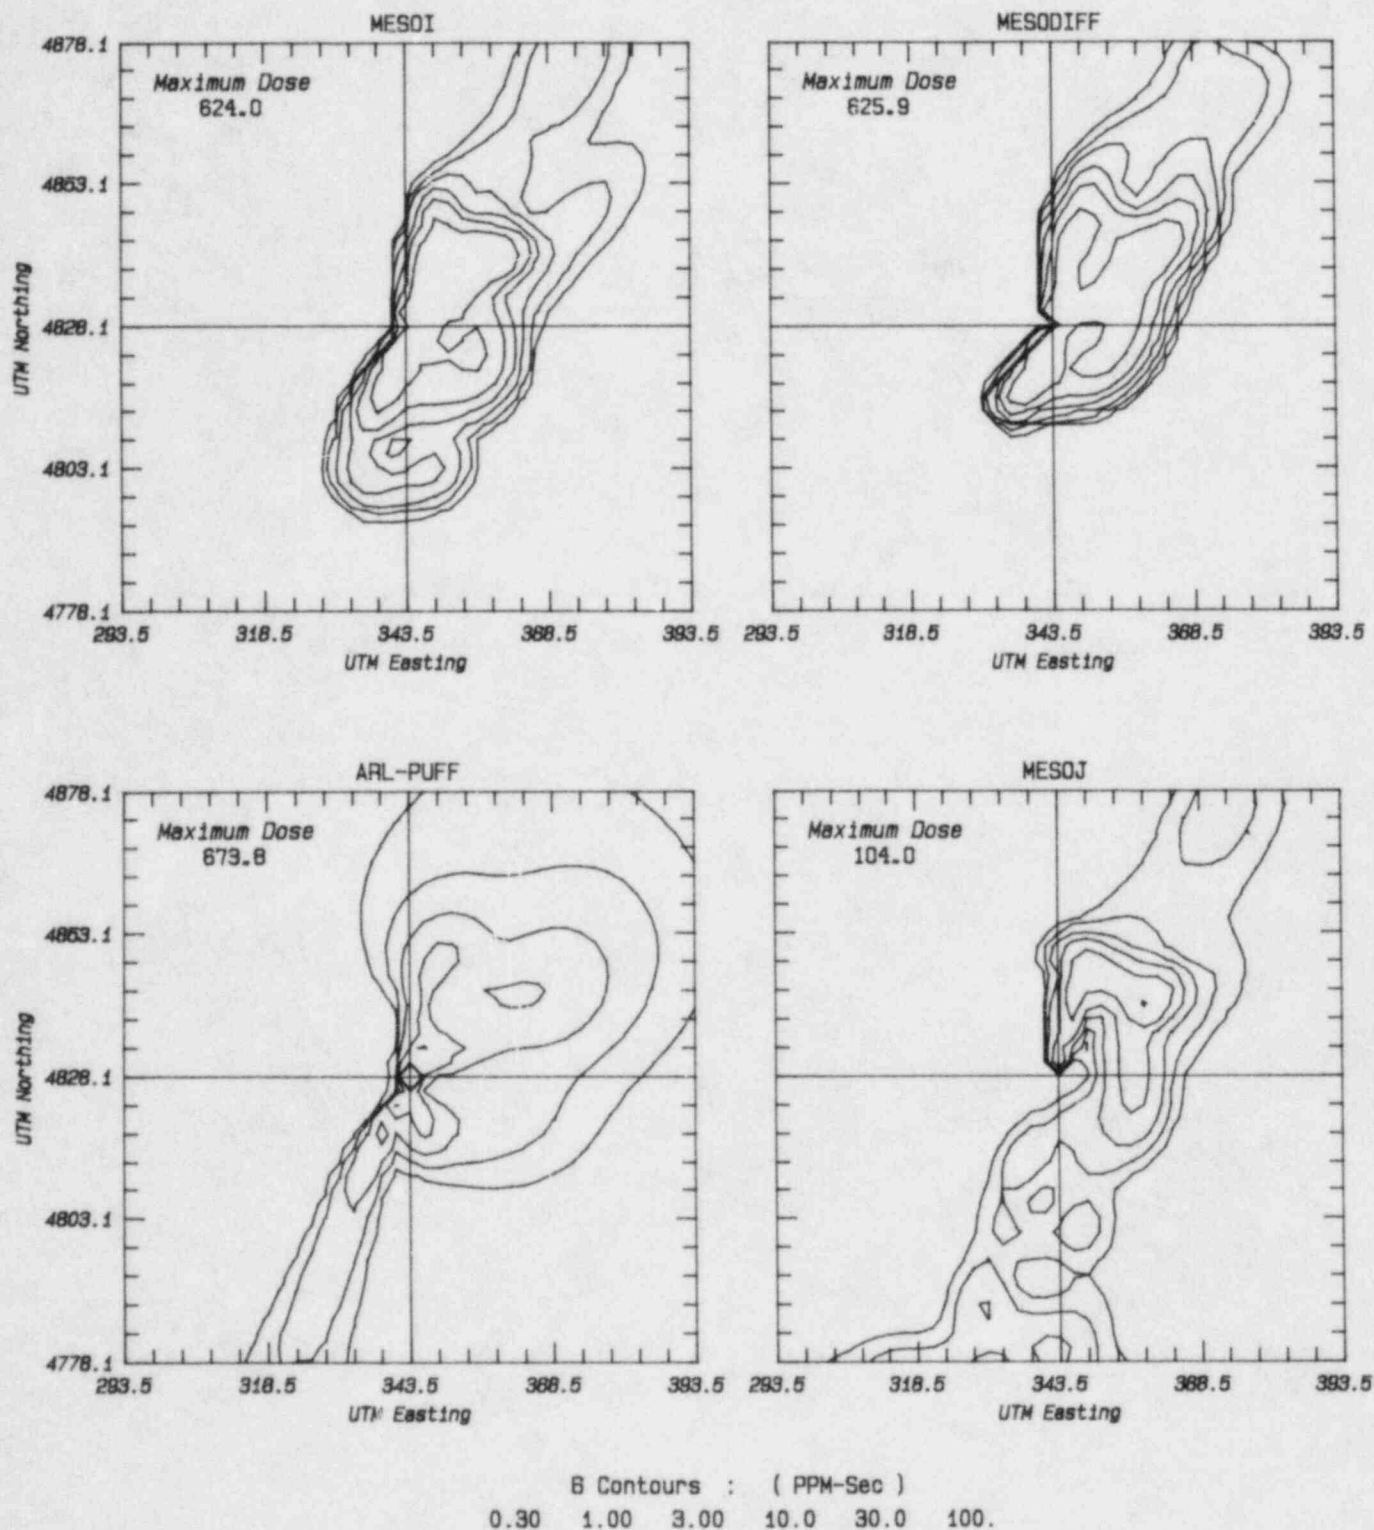 MESOI
4878.1
Maximum Dose
624.0
4853.1
UTM Northing
4828.1
4803.1
4778.1
293.5 318.5 343.5 368.5 393.5
UTM Easting
MESODIFF
Maximum Dose
625.9
293.5 318.5 343.5 368.5 393.5
UTM Easting
ARL-PUFF
4878.1
Maximum Dose
673.8
4853.1
UTM Northing
4828.1
4803.1
4778.1
293.5 318.5 343.5 368.5 393.5
UTM Easting
MESOJ
Maximum Dose
104.0
293.5 318.5 343.5 368.5 393.5
UTM Easting
6 Contours : ( PPM-Sec )
0.30 1.00 3.00 10.0 30.0 100.